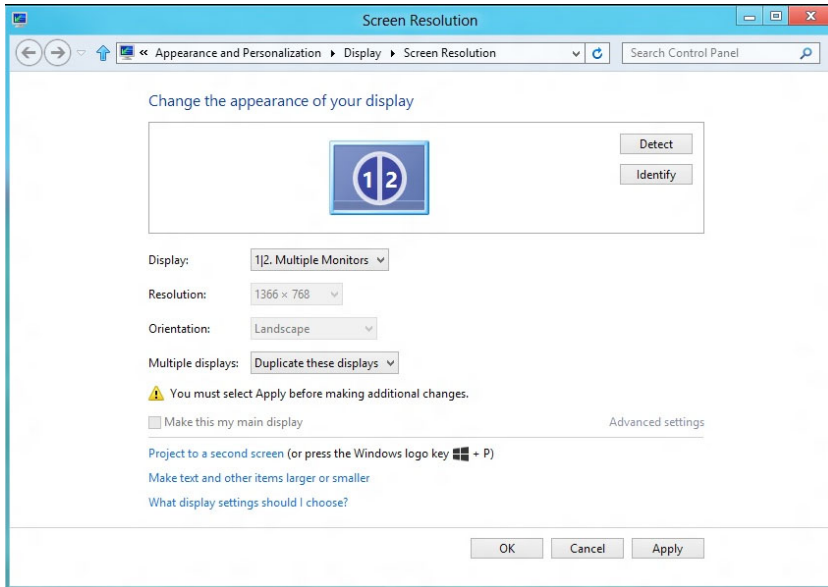 Screen Resolution
« Appearance and Personalization Display Screen Resolution
Search Control Panel
Change the appearance of your display
1|2
Detect
Identify
Display: 1|2. Multiple Monitors
Resolution: 1366 × 768
Orientation: Landscape
Multiple displays: Duplicate these displays
You must select Apply before making additional changes.
Make this my main display Advanced settings
Project to a second screen (or press the Windows logo key + P)
Make text and other items larger or smaller
What display settings should I choose?
OK Cancel Apply